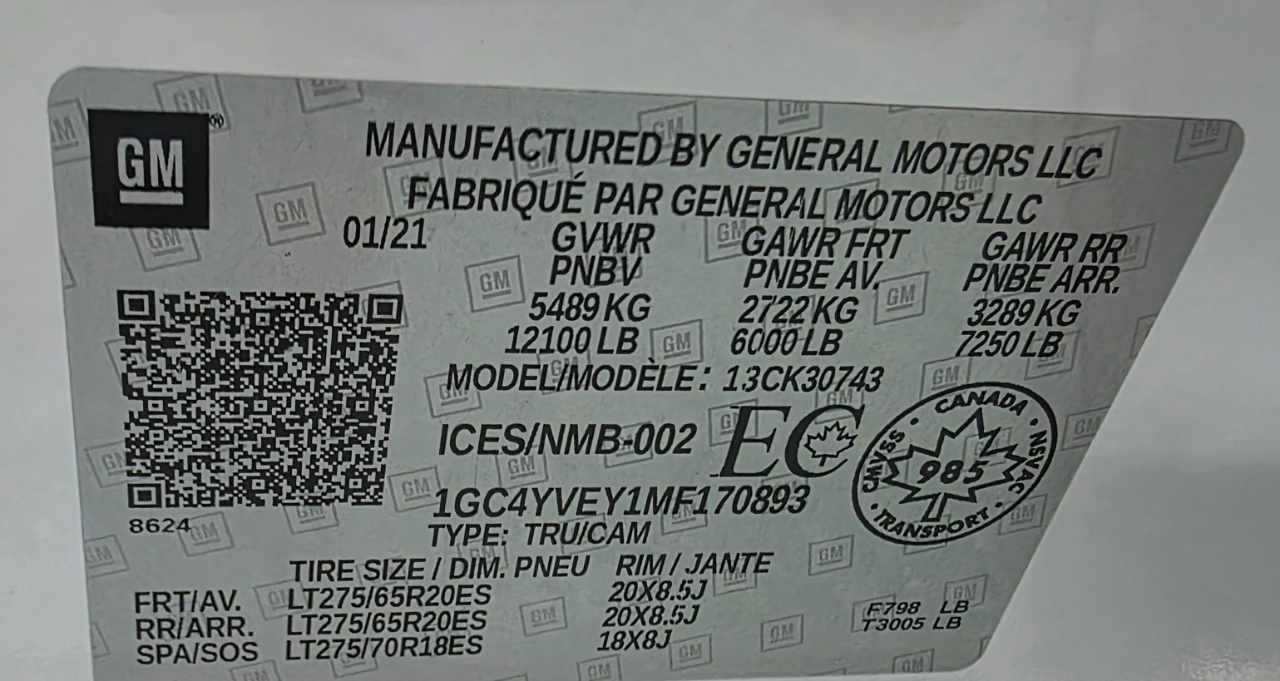 GM
MANUFACTURED BY GENERAL MOTORS LLC
FABRIQUÉ PAR GENERAL MOTORS LLC
01/21 GVWR GAWR FRT GAWR RR
PNBV PNBE AV. PNBE ARR.
5489 KG 2722 KG 3289 KG
12100 LB 6000 LB 7250 LB
MODEL/MODÈLE: 13CK30743
ICES/NMB-002 EC
CANADA
CMVSS · NSVAC
985
TRANSPORT
1GC4YVEY1MF170893
8624
TYPE: TRU/CAM
TIRE SIZE / DIM. PNEU RIM / JANTE
FRT/AV. LT275/65R20ES 20X8.5J
RR/ARR. LT275/65R20ES 20X8.5J
SPA/SOS LT275/70R18ES 18X8J
F798 LB
T3005 LB